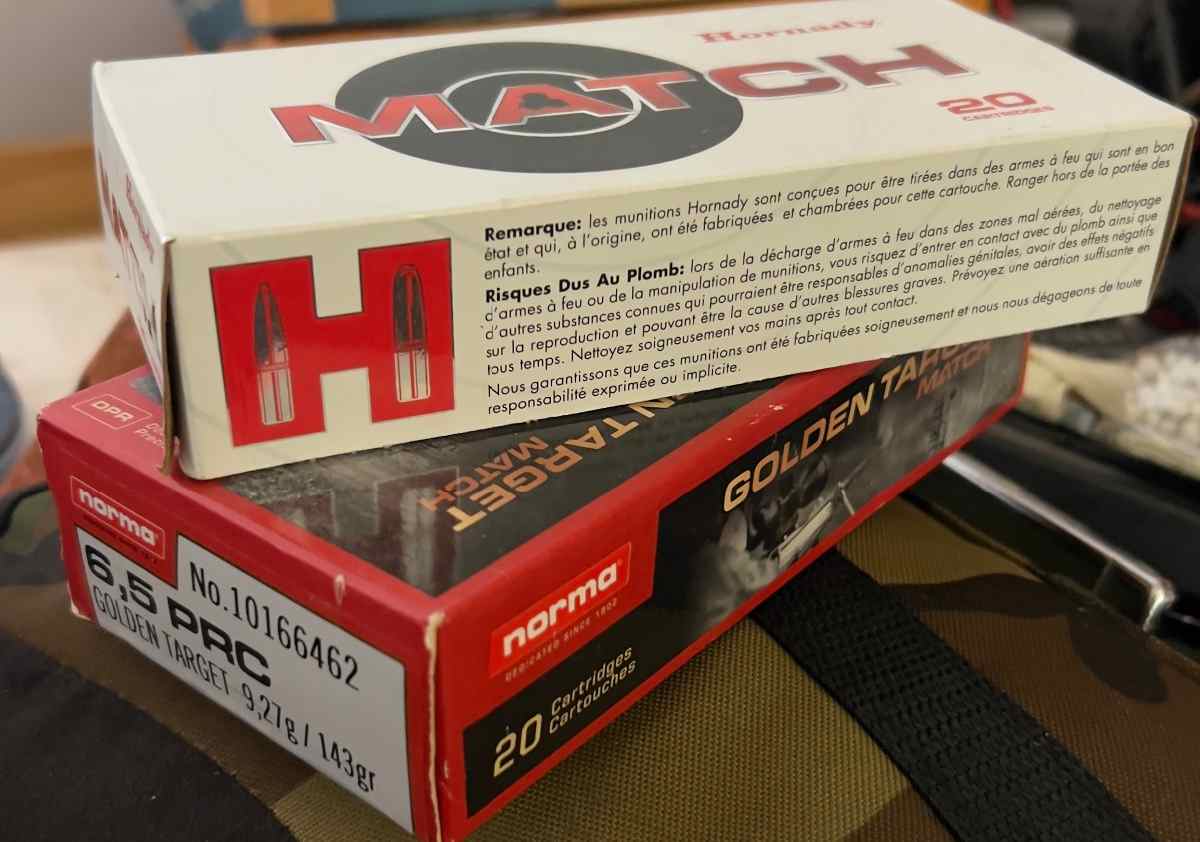 Hornady
MATCH
20
CARTRIDGES
Hornady
MATCH
Remarque: les munitions Hornady sont conçues pour être tirées dans des armes à feu qui sont en bon
état et qui, à l'origine, ont été fabriquées et chambrées pour cette cartouche. Ranger hors de la portée des
enfants.
Risques Dus Au Plomb: lors de la décharge d'armes à feu dans des zones mal aérées, du nettoyage
d'armes à feu ou de la manipulation de munitions, vous risquez d'entrer en contact avec du plomb ainsi que
d'autres substances connues qui pourraient être responsables d'anomalies génitales, avoir des effets négatifs
sur la reproduction et pouvant être la cause d'autres blessures graves. Prévoyez une aération suffisante en
tous temps. Nettoyez soigneusement vos mains après tout contact.
Nous garantissons que ces munitions ont été fabriquées soigneusement et nous nous dégageons de toute
responsabilité exprimée ou implicite.
H
DPR
TARGET
MATCH
GOLDEN TARGET
MATCH
norma
6,5 PRC
No.10166462
GOLDEN TARGET 9,27g / 143gr
norma
DEDICATED SINCE 1902
20 Cartridges
Cartouches